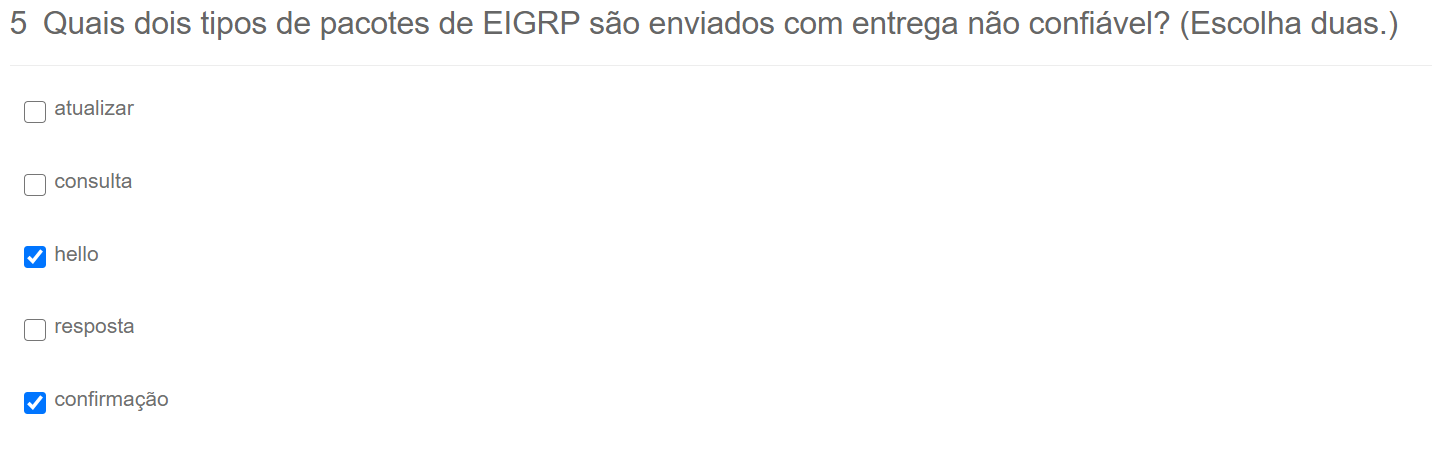 5 Quais dois tipos de pacotes de EIGRP são enviados com entrega não confiável? (Escolha duas.)
atualizar
consulta
hello
resposta
confirmação